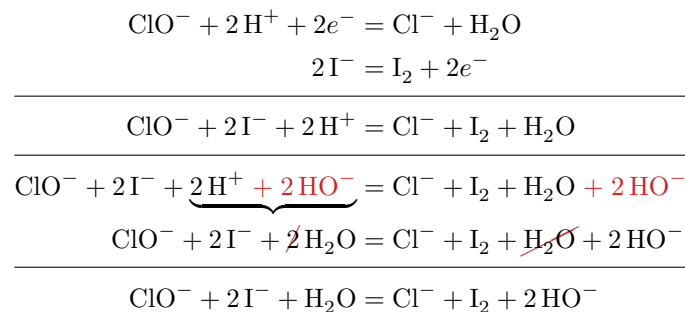 ClO⁻ + 2 H⁺ + 2e⁻ = Cl⁻ + H₂O
2 I⁻ = I₂ + 2e⁻
ClO⁻ + 2 I⁻ + 2 H⁺ = Cl⁻ + I₂ + H₂O
ClO⁻ + 2 I⁻ + 2 H⁺ + 2 HO⁻ = Cl⁻ + I₂ + H₂O + 2 HO⁻
ClO⁻ + 2 I⁻ + 2 H₂O = Cl⁻ + I₂ + H₂O + 2 HO⁻
ClO⁻ + 2 I⁻ + H₂O = Cl⁻ + I₂ + 2 HO⁻